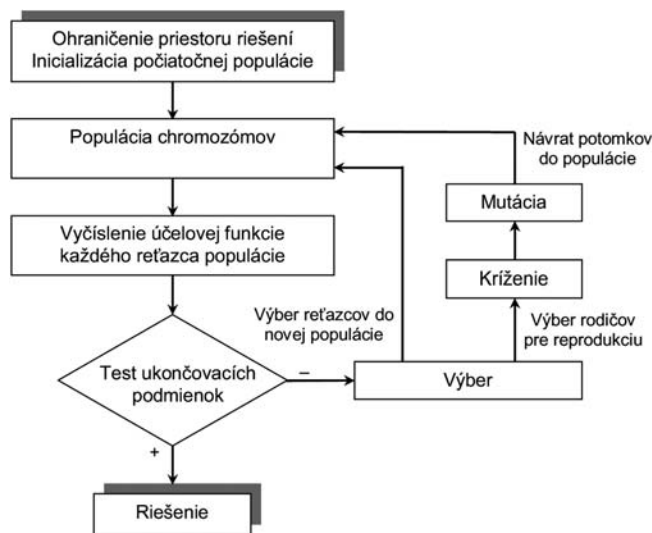 Ohraničenie priestoru riešení
Inicializácia počiatočnej populácie
Populácia chromozómov
Návrat potomkov
do populácie
Mutácia
Vyčíslenie účelovej funkcie
každého reťazca populácie
Kríženie
Výber reťazcov do
novej populácie
Výber rodičov
pre reprodukciu
Test ukončovacích
podmienok
–
Výber
+
Riešenie